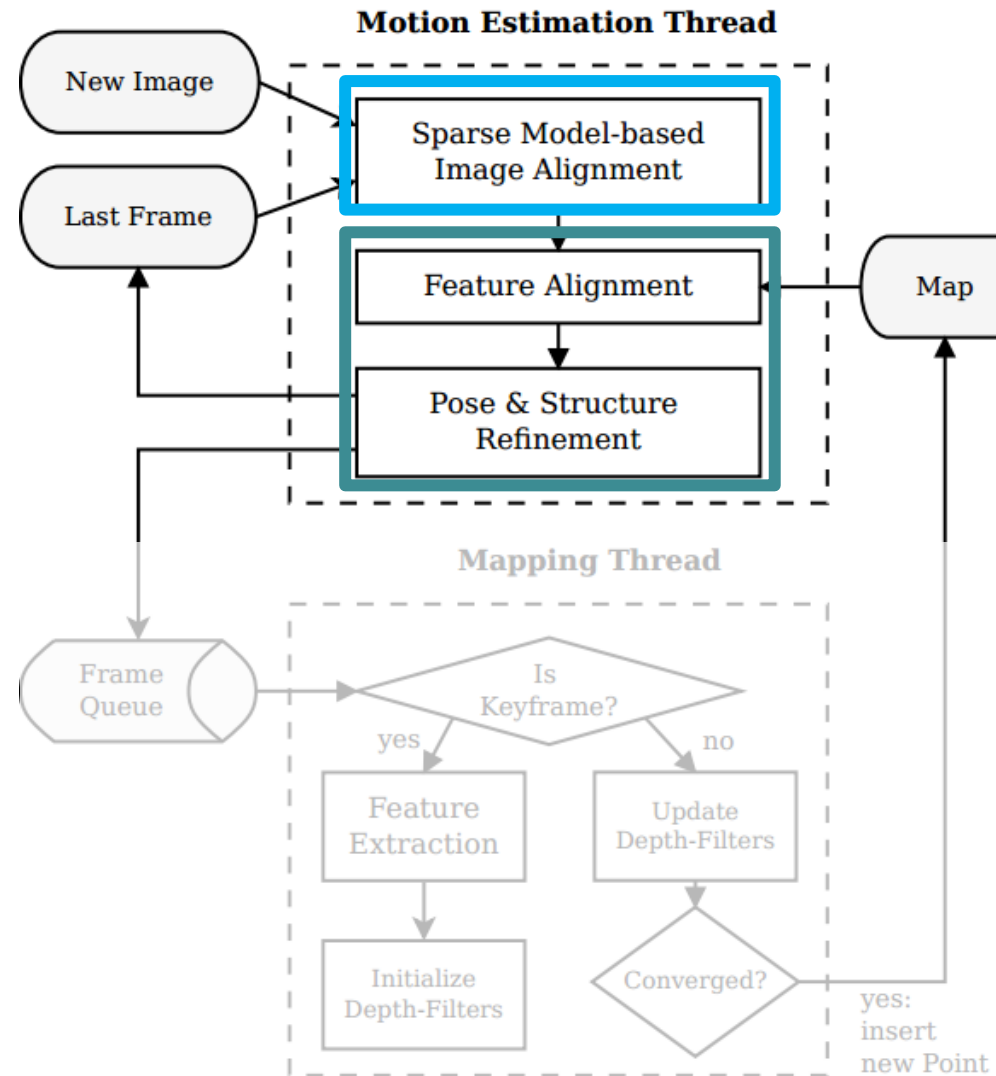 Motion Estimation Thread
New Image
Sparse Model-based
Image Alignment
Last Frame
Feature Alignment
Map
Pose & Structure
Refinement
Mapping Thread
Frame
Queue
Is
Keyframe?
yes
no
Feature
Extraction
Update
Depth-Filters
Initialize
Depth-Filters
Converged?
yes:
insert
new Point